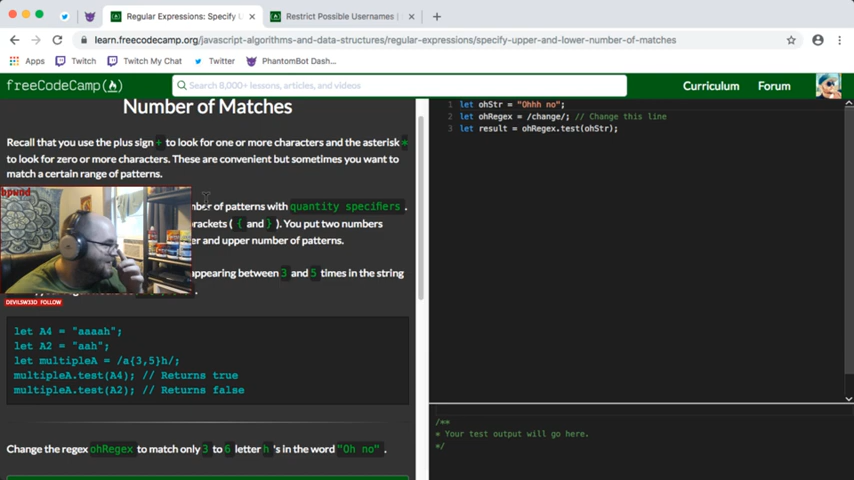 Regular Expressions: Specify U
Restrict Possible Usernames |
learn.freecodecamp.org/javascript-algorithms-and-data-structures/regular-expressions/specify-upper-and-lower-number-of-matches
Apps
Twitch
Twitch My Chat
Twitter
PhantomBot Dash...
freeCodeCamp
Search 8,000+ lessons, articles, and videos
Curriculum
Forum
Number of Matches
Recall that you use the plus sign + to look for one or more characters and the asterisk *
to look for zero or more characters. These are convenient but sometimes you want to
match a certain range of patterns.
of patterns with quantity specifiers .
( { and } ). You put two numbers
and upper number of patterns.
appearing between 3 and 5 times in the string
DEVILSW33D FOLLOW
let A4 = "aaaah";
let A2 = "aah";
let multipleA = /a{3,5}h/;
multipleA.test(A4); // Returns true
multipleA.test(A2); // Returns false
Change the regex ohRegex to match only 3 to 6 letter h 's in the word "Oh no" .
1 let ohStr = "Ohhh no";
2 let ohRegex = /change/; // Change this line
3 let result = ohRegex.test(ohStr);
/**
* Your test output will go here.
*/